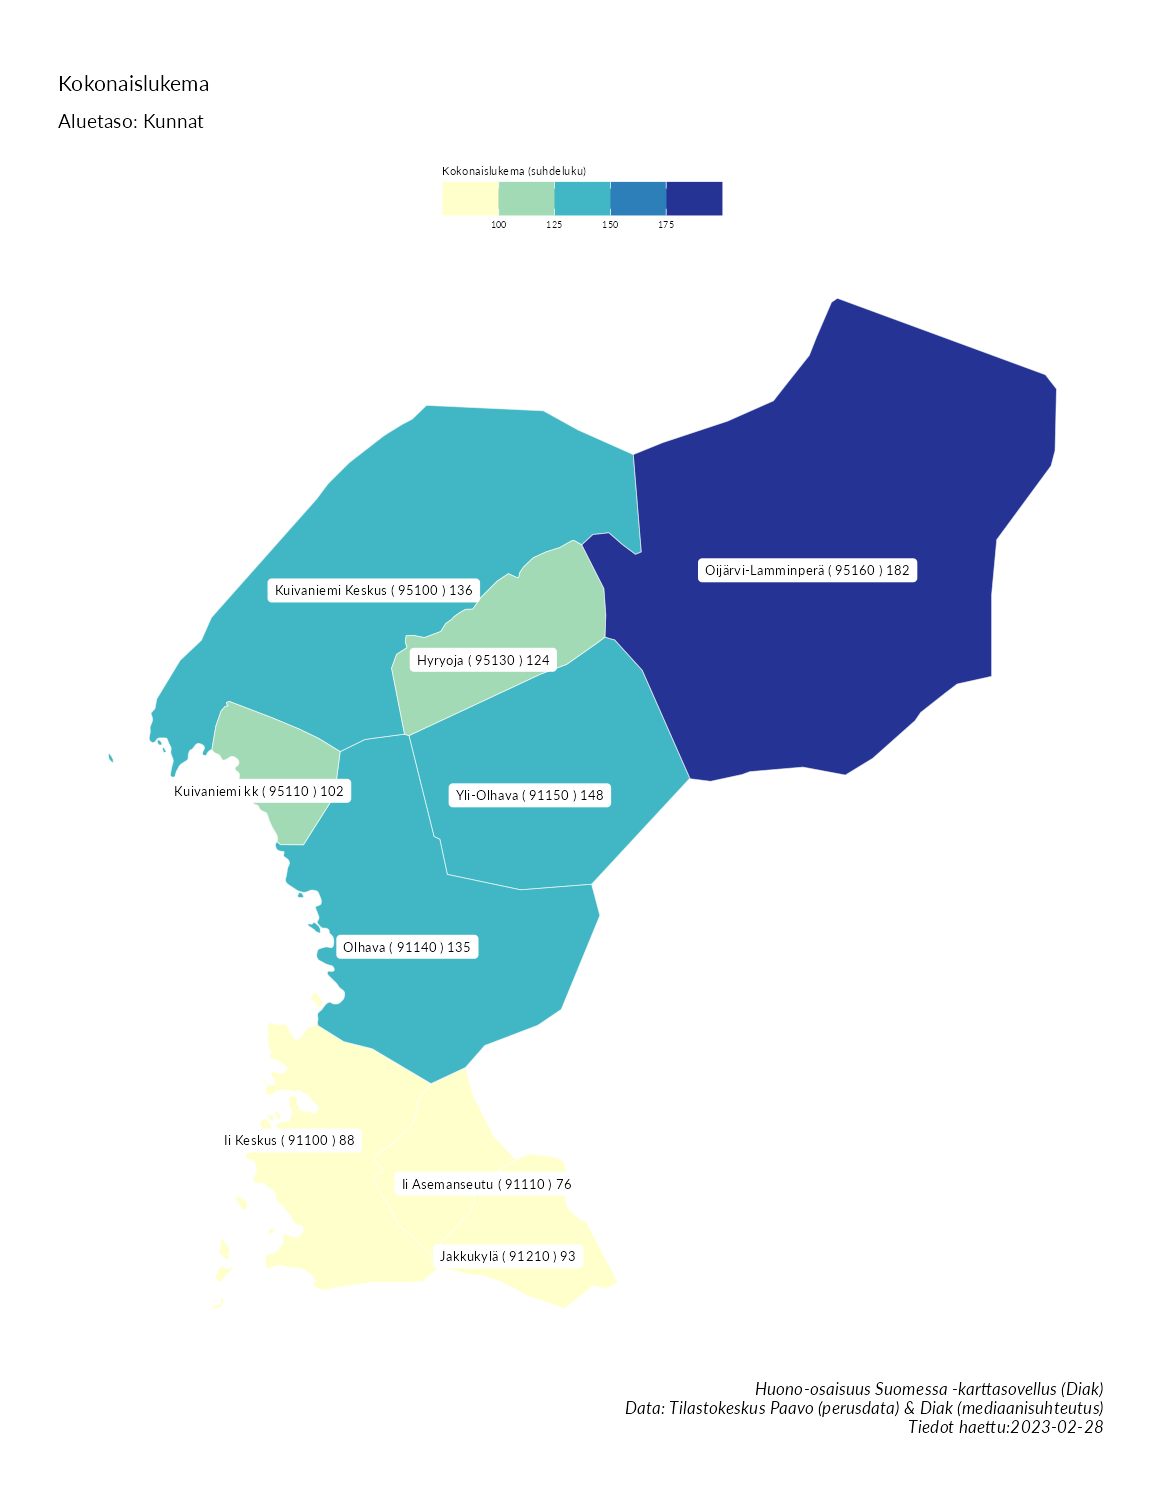 Kokonaislukema
Aluetaso: Kunnat
Kokonaislukema (suhdeluku)
100 125 150 175
Oijärvi-Lamminperä ( 95160 ) 182
Kuivaniemi Keskus ( 95100 ) 136
Hyryoja ( 95130 ) 124
Kuivaniemi kk ( 95110 ) 102
Yli-Olhava ( 91150 ) 148
Olhava ( 91140 ) 135
Ii Keskus ( 91100 ) 88
Ii Asemanseutu ( 91110 ) 76
Jakkukylä ( 91210 ) 93
Huono-osaisuus Suomessa -karttasovellus (Diak)
Data: Tilastokeskus Paavo (perusdata) & Diak (mediaanisuhteutus)
Tiedot haettu:2023-02-28